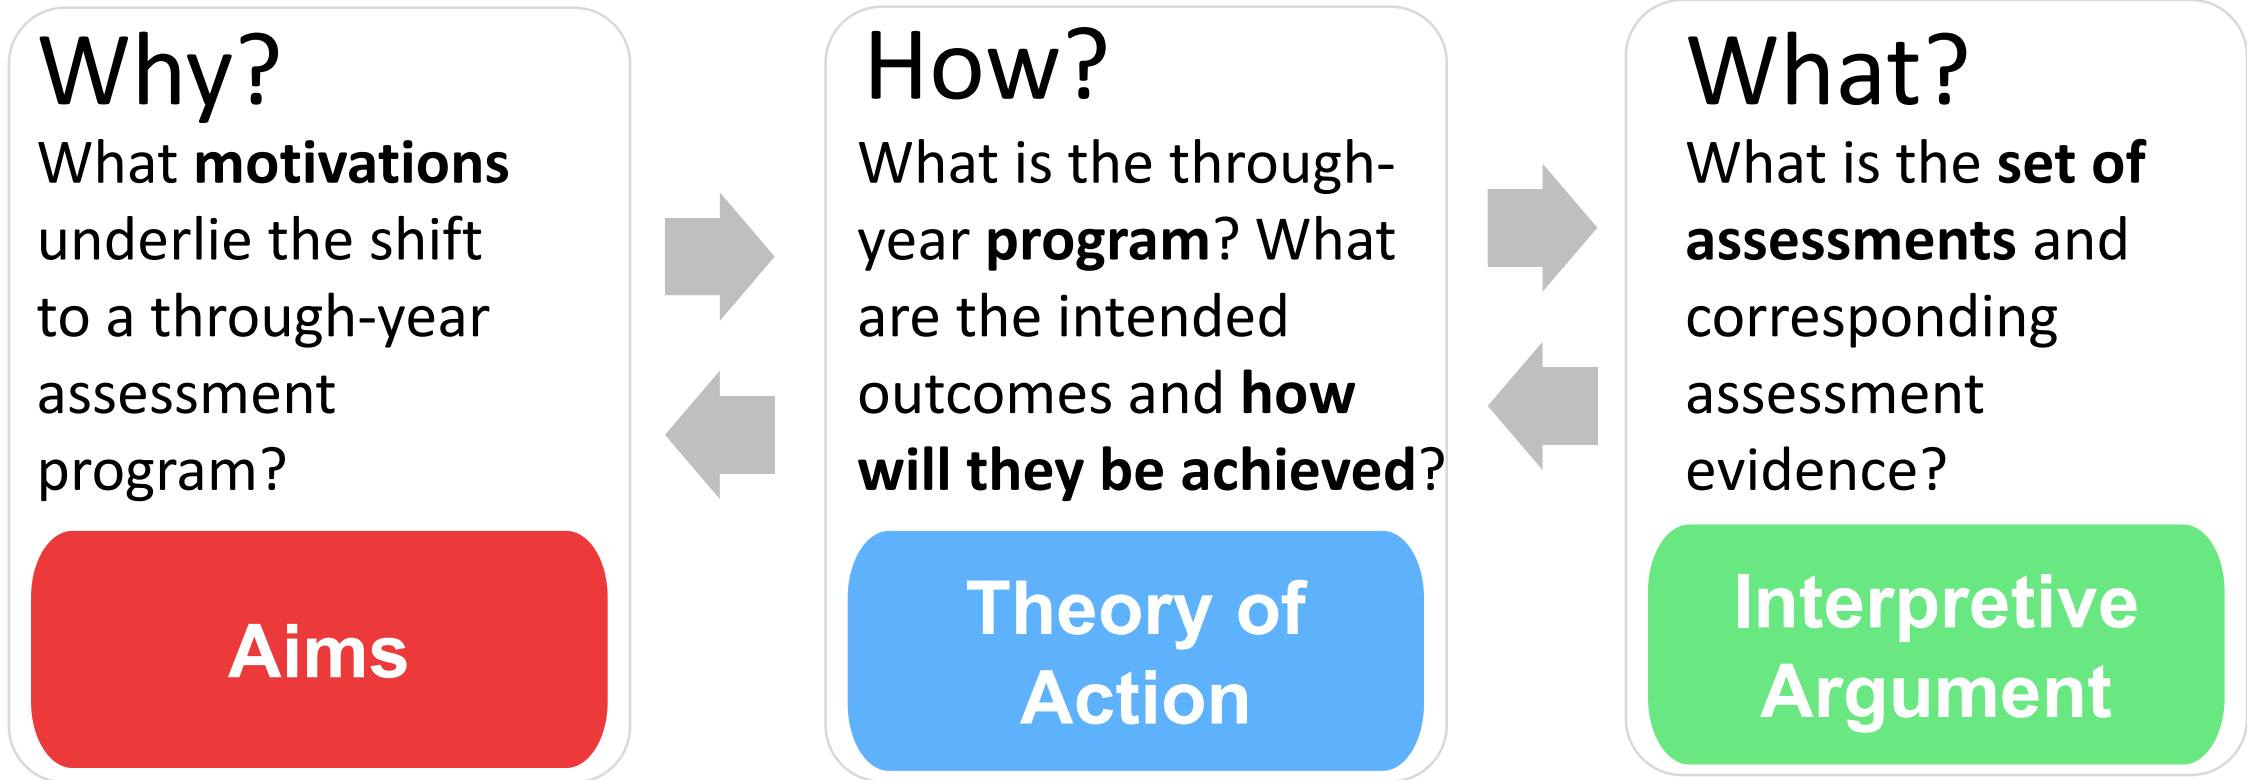 Why?
What motivations
underlie the shift
to a through-year
assessment
program?
Aims
How?
What is the through-
year program? What
are the intended
outcomes and how
will they be achieved?
Theory of
Action
What?
What is the set of
assessments and
corresponding
assessment
evidence?
Interpretive
Argument